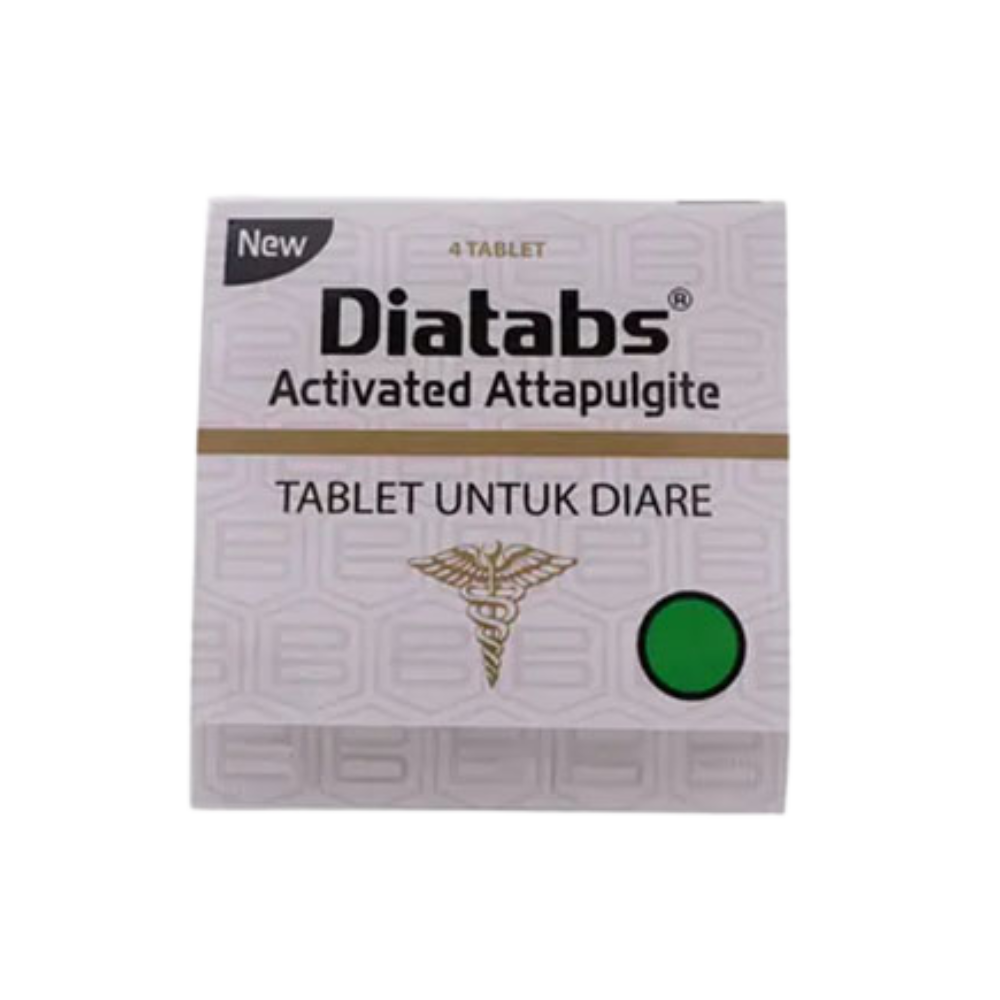 New
4 TABLET
Diatabs®
Activated Attapulgite
TABLET UNTUK DIARE